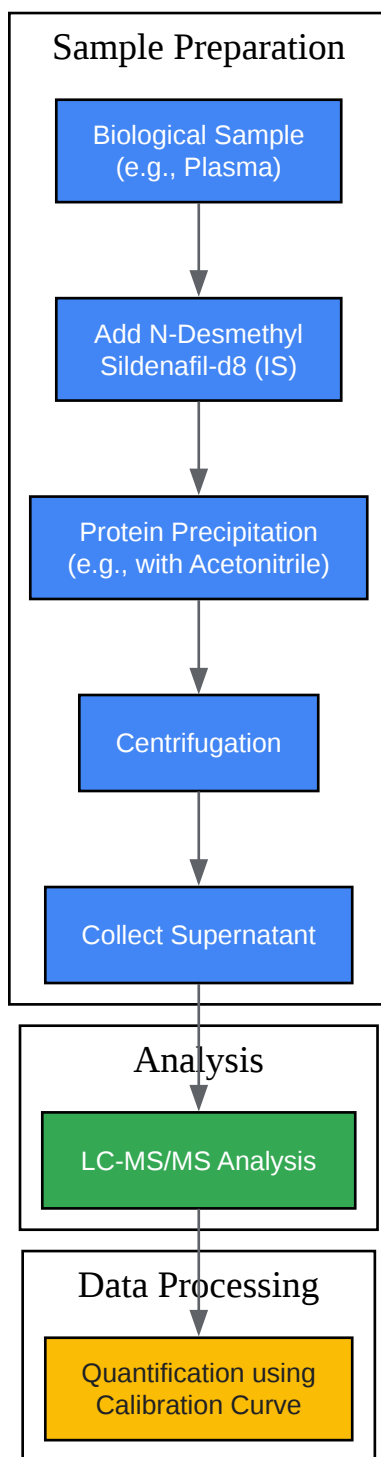 Sample Preparation
Biological Sample
(e.g., Plasma)
Add N-Desmethyl
Sildenafil-d8 (IS)
Protein Precipitation
(e.g., with Acetonitrile)
Centrifugation
Collect Supernatant
Analysis
LC-MS/MS Analysis
Data Processing
Quantification using
Calibration Curve